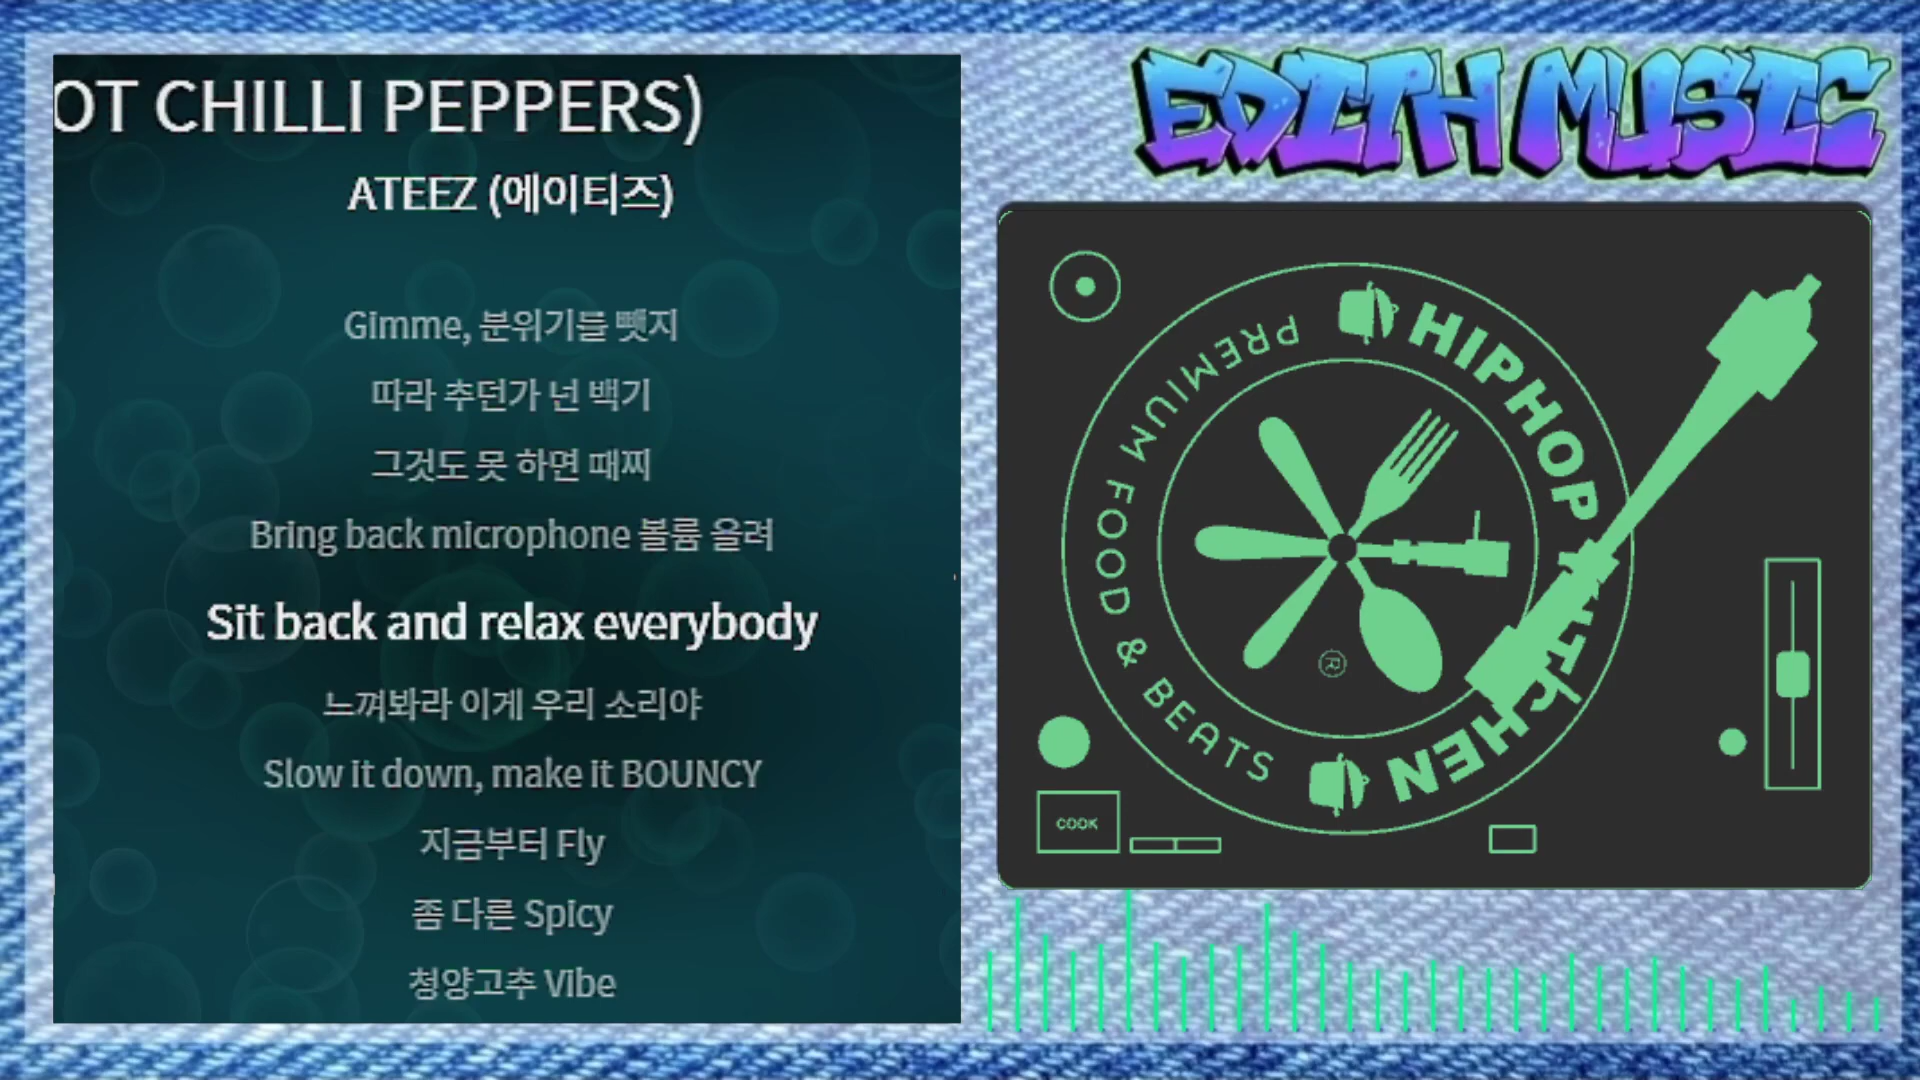 OT CHILLI PEPPERS)
ATEEZ (에이티즈)
Gimme, 분위기를 뺏지
따라 추던가 넌 백기
그것도 못 하면 때찌
Bring back microphone 볼륨 올려
Sit back and relax everybody
느껴봐라 이게 우리 소리야
Slow it down, make it BOUNCY
지금부터 Fly
좀 다른 Spicy
청양고추 Vibe
EDITH MUSIC
HIPHOP KITCHEN
PREMIUM FOOD & BEATS
®
COOK